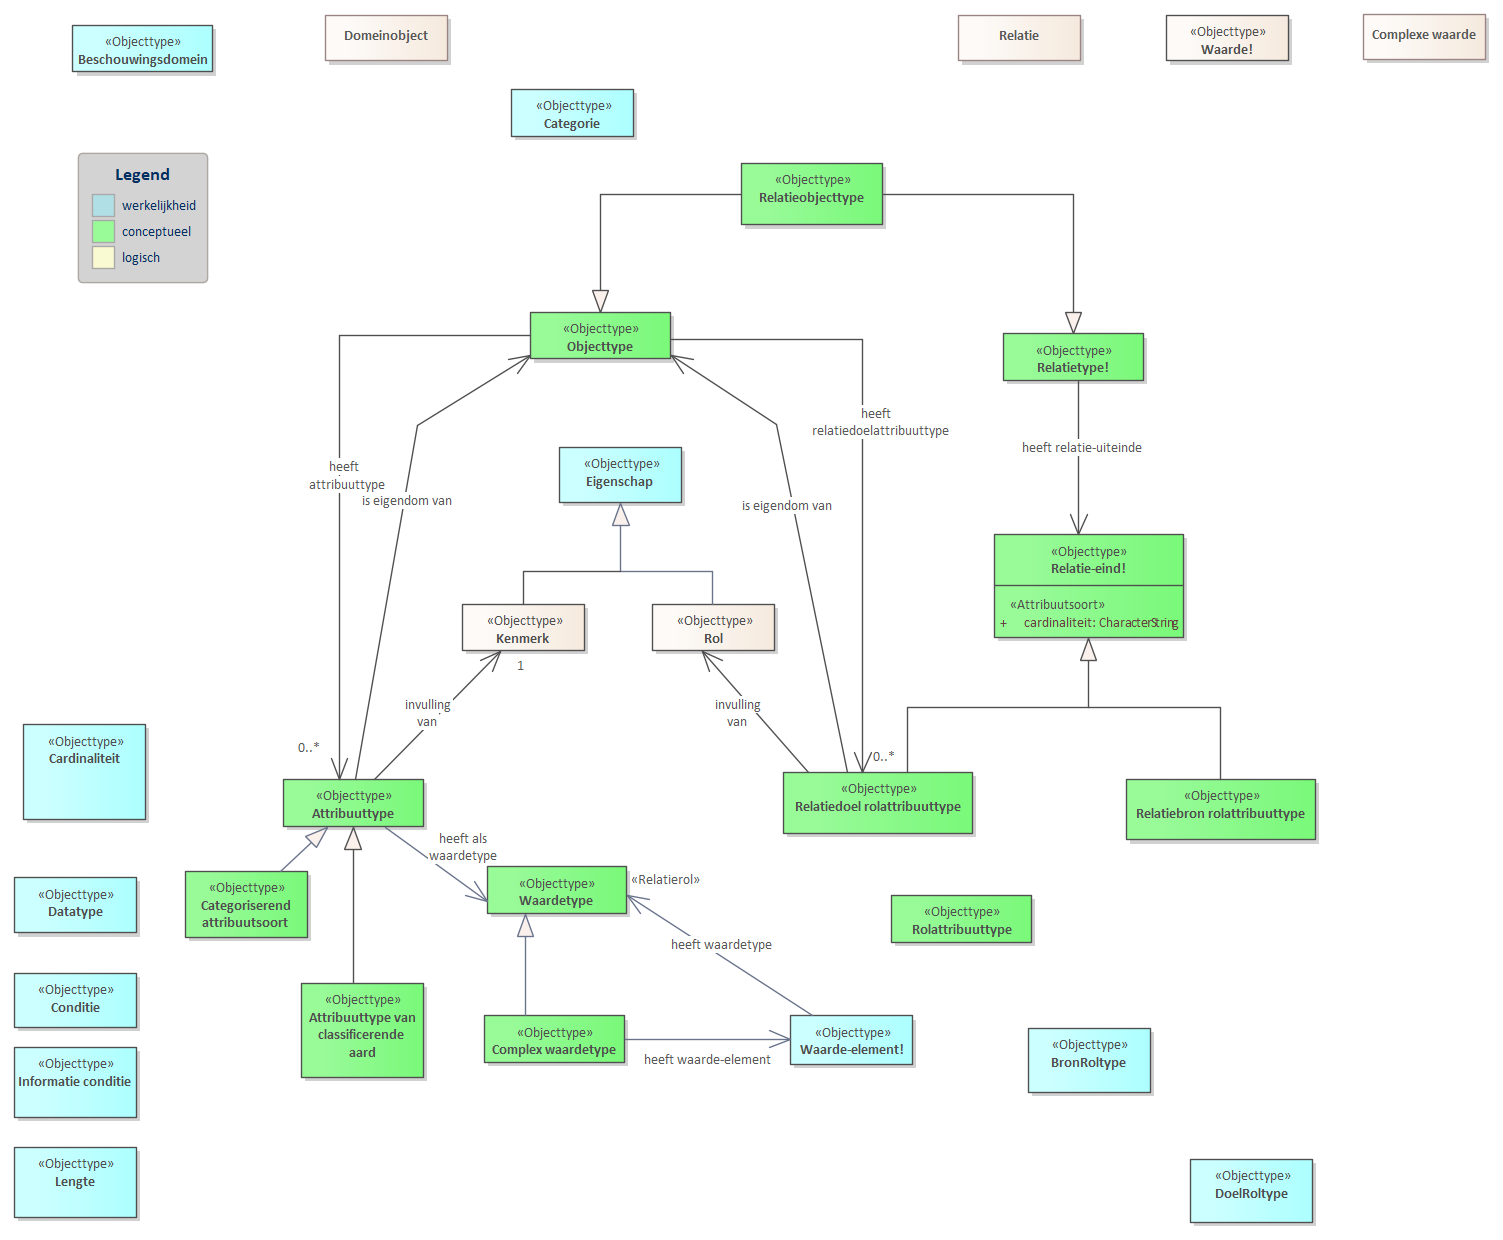 «Objecttype»
Beschouwingsdomein
Domeinobject
Relatie
«Objecttype»
Waarde!
Complexe waarde
«Objecttype»
Categorie
Legend
werkelijkheid
conceptueel
logisch
«Objecttype»
Relatieobjecttype
«Objecttype»
Objecttype
«Objecttype»
Relatietype!
heeft
relatiedoelattribuuttype
heeft relatie-uiteinde
heeft
attribuuttype
is eigendom van
«Objecttype»
Eigenschap
is eigendom van
«Objecttype»
Relatie-eind!
«Attribuutsoort»
+ cardinaliteit: CharacterString
«Objecttype»
Kenmerk
1
«Objecttype»
Rol
invulling
van
invulling
van
0..*
0..*
«Objecttype»
Cardinaliteit
«Objecttype»
Attribuuttype
«Objecttype»
Relatiedoel rolattribuuttype
«Objecttype»
Relatiebron rolattribuuttype
heeft als
waardetype
«Objecttype»
Categoriserend
attribuutsoort
«Objecttype»
Waardetype
«Relatierol»
«Objecttype»
Datatype
«Objecttype»
Rolattribuuttype
heeft waardetype
«Objecttype»
Conditie
«Objecttype»
Attribuuttype van
classificerende
aard
«Objecttype»
Complex waardetype
heeft waarde-element
«Objecttype»
Waarde-element!
«Objecttype»
BronRoltype
«Objecttype»
Informatie conditie
«Objecttype»
Lengte
«Objecttype»
DoelRoltype